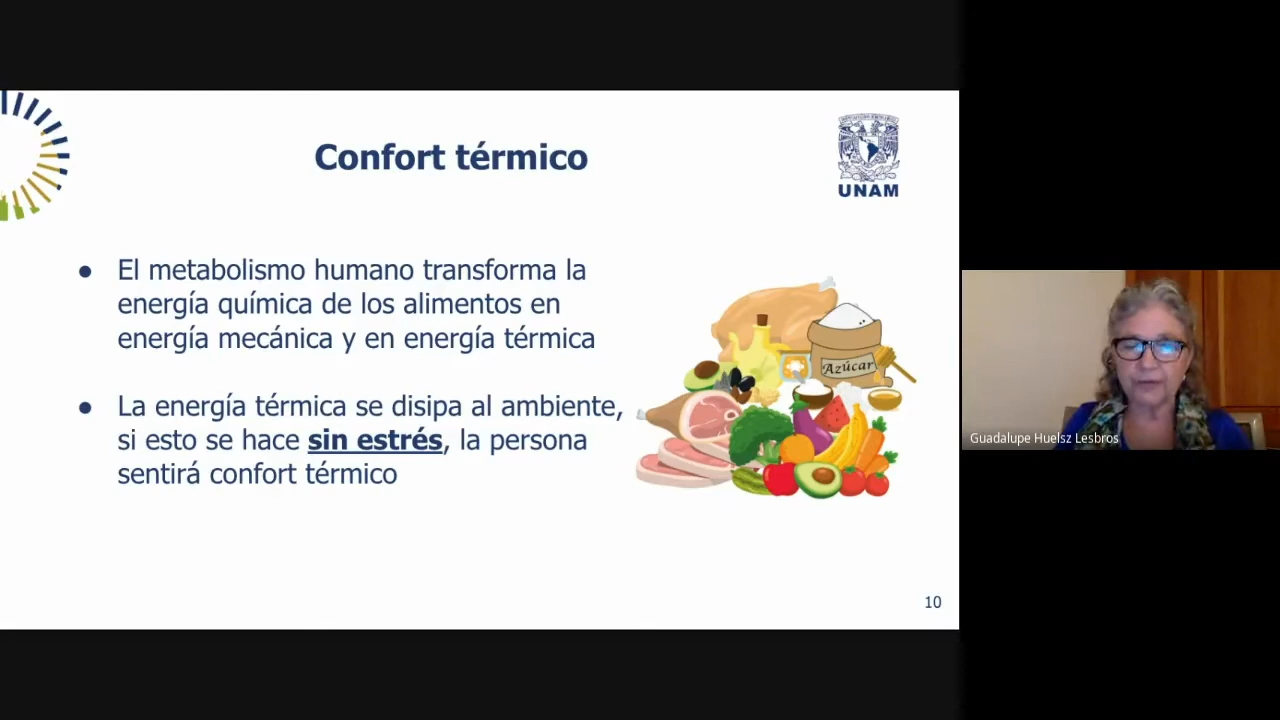 Confort térmico
UNAM
● El metabolismo humano transforma la
energía química de los alimentos en
energía mecánica y en energía térmica
● La energía térmica se disipa al ambiente,
si esto se hace sin estrés, la persona
sentirá confort térmico
Azúcar
10
Guadalupe Huelsz Lesbros